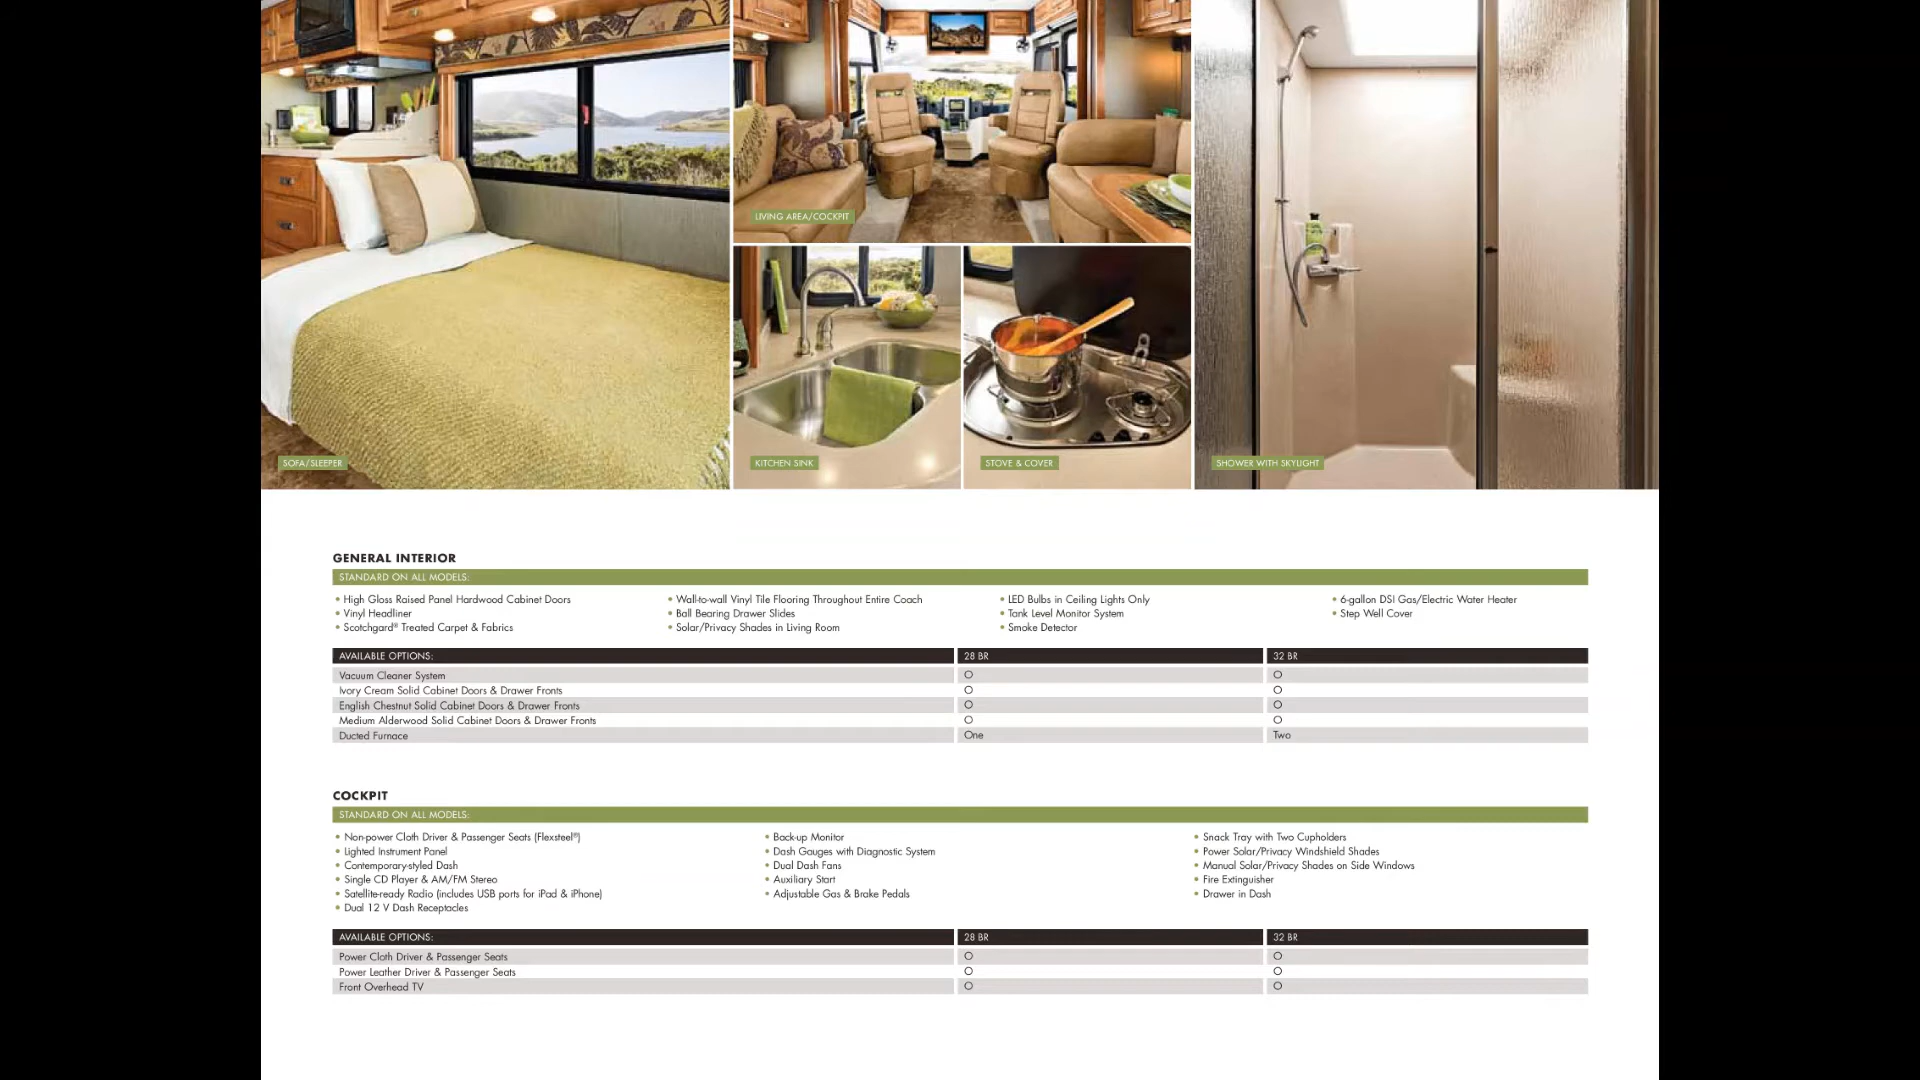 LIVING AREA/COCKPIT
SOFA/SLEEPER
KITCHEN SINK
STOVE & COVER
SHOWER WITH SKYLIGHT
GENERAL INTERIOR
STANDARD ON ALL MODELS:
• High Gloss Raised Panel Hardwood Cabinet Doors
• Vinyl Headliner
• Scotchgard® Treated Carpet & Fabrics
• Wall-to-wall Vinyl Tile Flooring Throughout Entire Coach
• Ball Bearing Drawer Slides
• Solar/Privacy Shades in Living Room
• LED Bulbs in Ceiling Lights Only
• Tank Level Monitor System
• Smoke Detector
• 6-gallon DSI Gas/Electric Water Heater
• Step Well Cover
AVAILABLE OPTIONS: 28 BR 32 BR
Vacuum Cleaner System O O
Ivory Cream Solid Cabinet Doors & Drawer Fronts O O
English Chestnut Solid Cabinet Doors & Drawer Fronts O O
Medium Alderwood Solid Cabinet Doors & Drawer Fronts O O
Ducted Furnace One Two
COCKPIT
STANDARD ON ALL MODELS:
• Non-power Cloth Driver & Passenger Seats (Flexsteel®)
• Lighted Instrument Panel
• Contemporary-styled Dash
• Single CD Player & AM/FM Stereo
• Satellite-ready Radio (includes USB ports for iPad & iPhone)
• Dual 12 V Dash Receptacles
• Back-up Monitor
• Dash Gauges with Diagnostic System
• Dual Dash Fans
• Auxiliary Start
• Adjustable Gas & Brake Pedals
• Snack Tray with Two Cupholders
• Power Solar/Privacy Windshield Shades
• Manual Solar/Privacy Shades on Side Windows
• Fire Extinguisher
• Drawer in Dash
AVAILABLE OPTIONS: 28 BR 32 BR
Power Cloth Driver & Passenger Seats O O
Power Leather Driver & Passenger Seats O O
Front Overhead TV O O